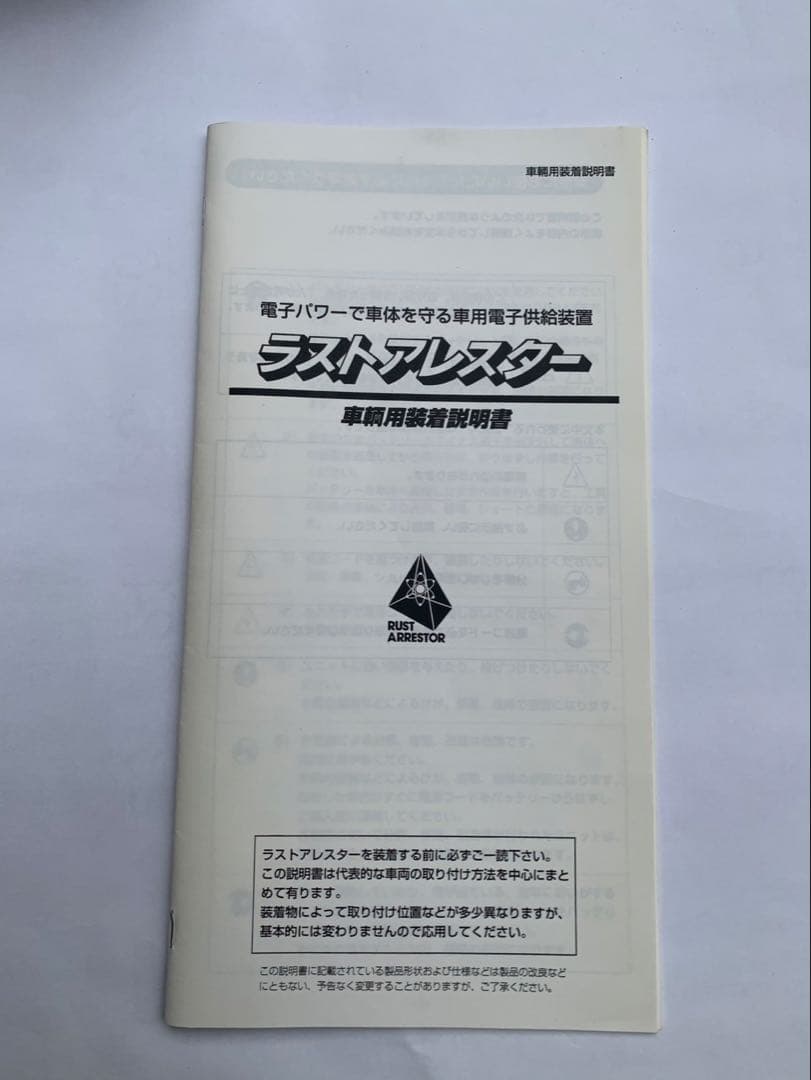 車輌用装着説明書
電子パワーで車体を守る車用電子供給装置
ラストアレスター
車輌用装着説明書
RUST
ARRESTOR
ラストアレスターを装着する前に必ずご一読下さい。
この説明書は代表的な車両の取り付け方法を中心にまと
めて有ります。
装着物によって取り付け位置などが多少異なりますが、
基本的には変わりませんので応用してください。
この説明書に記載されている製品形状および仕様などは製品の改良など
にともない、予告なく変更することがありますが、ご了承ください。